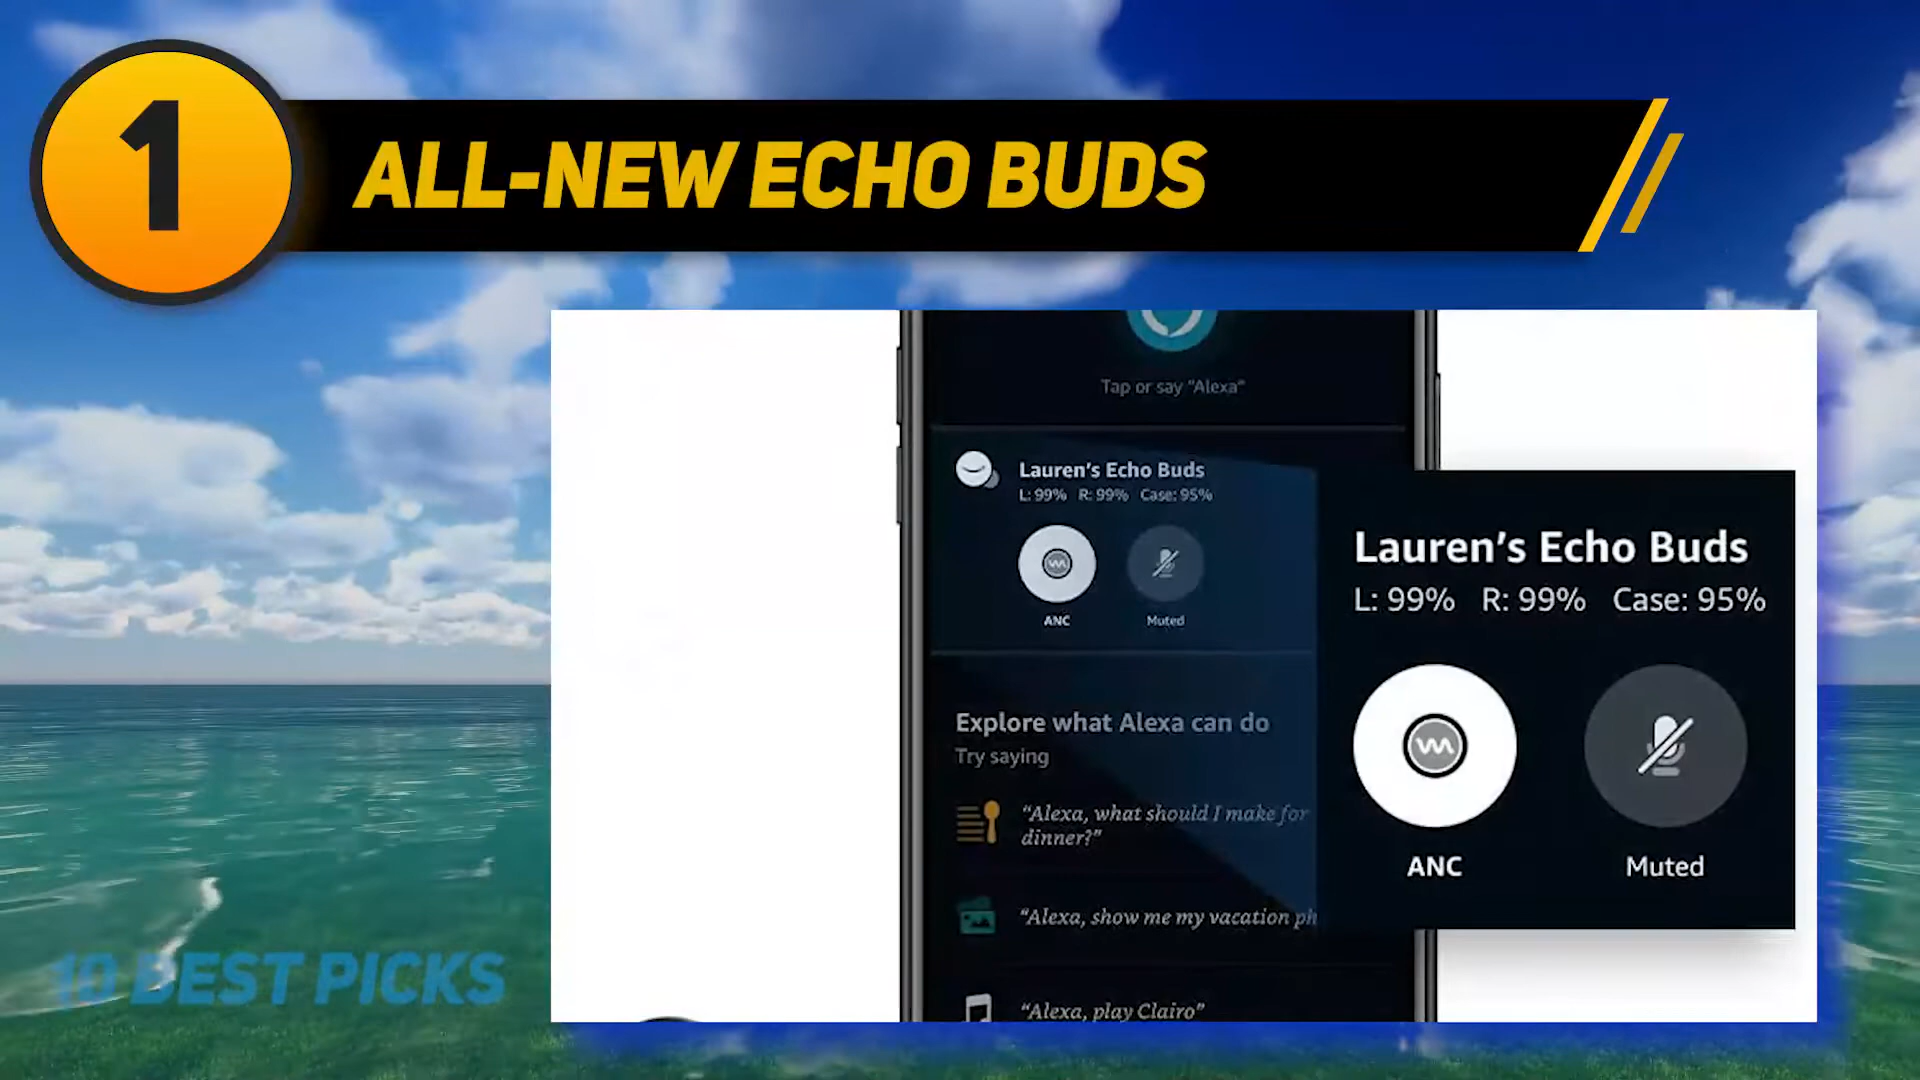 1
ALL-NEW ECHO BUDS
Tap or say "Alexa"
Lauren's Echo Buds
L: 99% R: 99% Case: 95%
ANC Muted
Explore what Alexa can do
Try saying
"Alexa, what should I make for
dinner?"
"Alexa, show me my vacation ph
"Alexa, play Clairo"
Lauren's Echo Buds
L: 99% R: 99% Case: 95%
ANC Muted
10 BEST PICKS